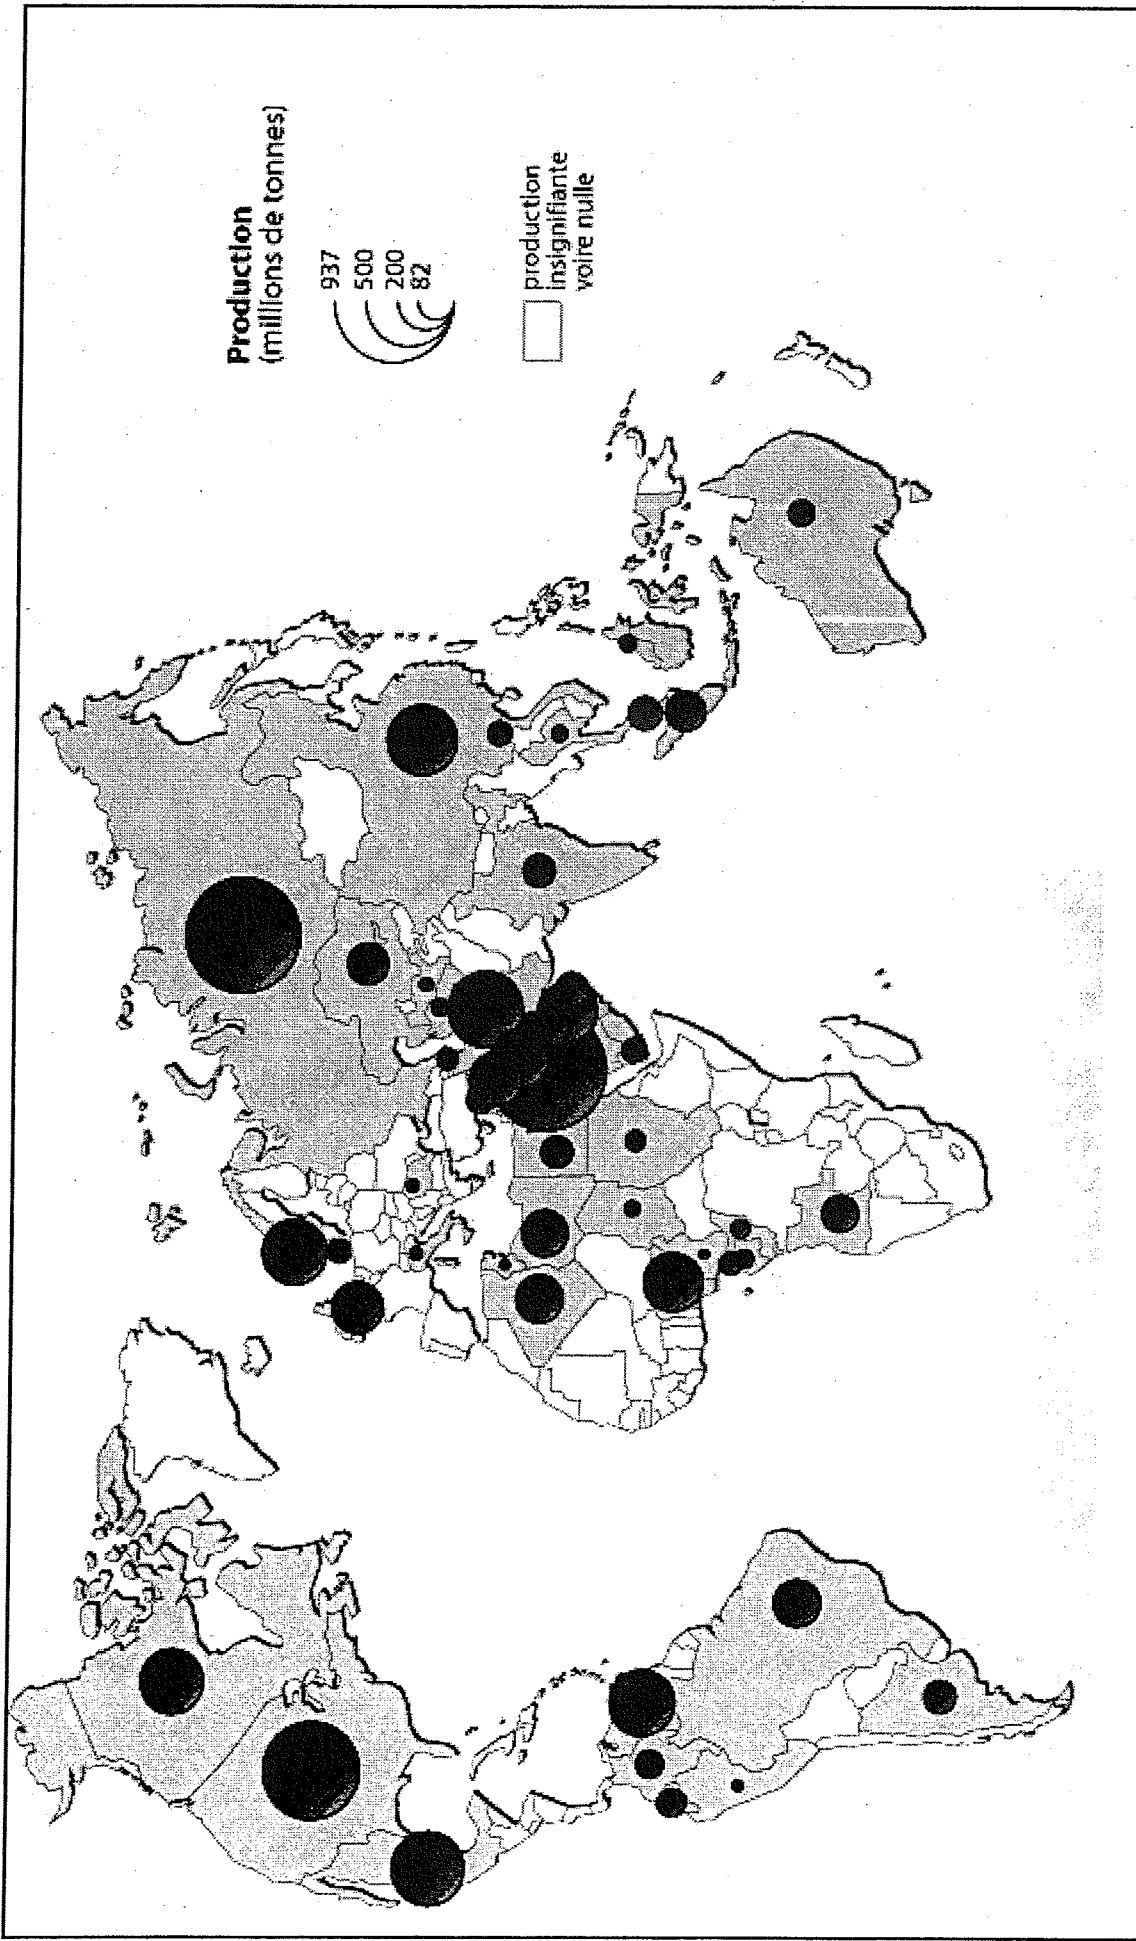 Production
(millions de tonnes)
937
500
200
82
production
insignifiante
voire nulle